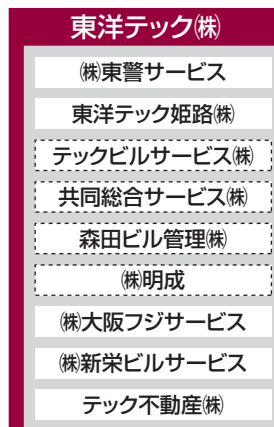 東洋テック㈱
㈱東警サービス
東洋テック姫路㈱
テックビルサービス㈱
共同総合サービス㈱
森田ビル管理㈱
㈱明成
㈱大阪フジサービス
㈱新栄ビルサービス
テック不動産㈱